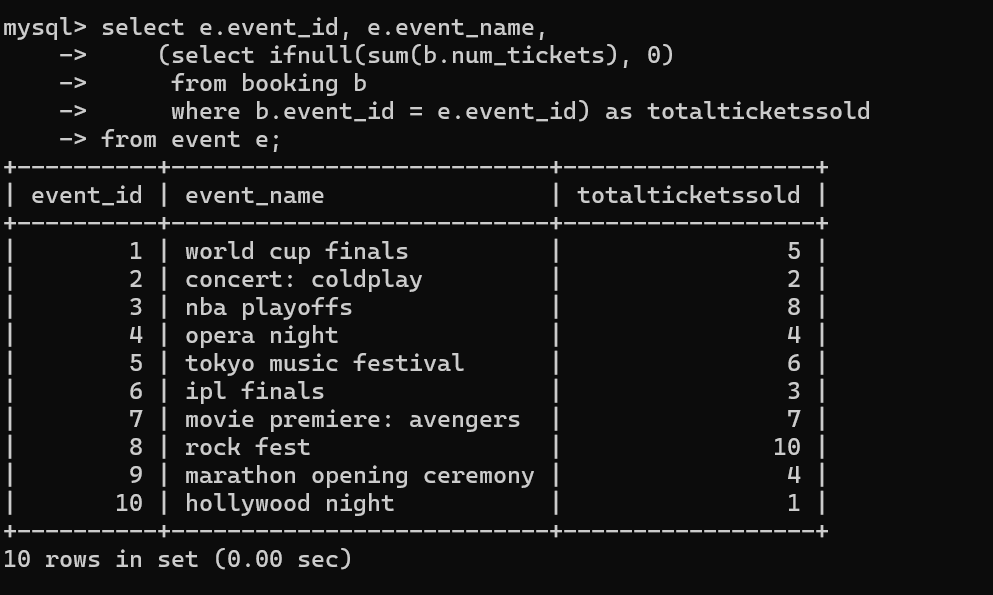 mysql> select e.event_id, e.event_name,
    ->     (select ifnull(sum(b.num_tickets), 0)
    ->      from booking b
    ->      where b.event_id = e.event_id) as totalticketssold
    -> from event e;
+----------+---------------------------+------------------+
| event_id | event_name                | totalticketssold |
+----------+---------------------------+------------------+
|        1 | world cup finals          |                5 |
|        2 | concert: coldplay         |                2 |
|        3 | nba playoffs              |                8 |
|        4 | opera night               |                4 |
|        5 | tokyo music festival      |                6 |
|        6 | ipl finals                |                3 |
|        7 | movie premiere: avengers  |                7 |
|        8 | rock fest                 |               10 |
|        9 | marathon opening ceremony |                4 |
|       10 | hollywood night           |                1 |
+----------+---------------------------+------------------+
10 rows in set (0.00 sec)